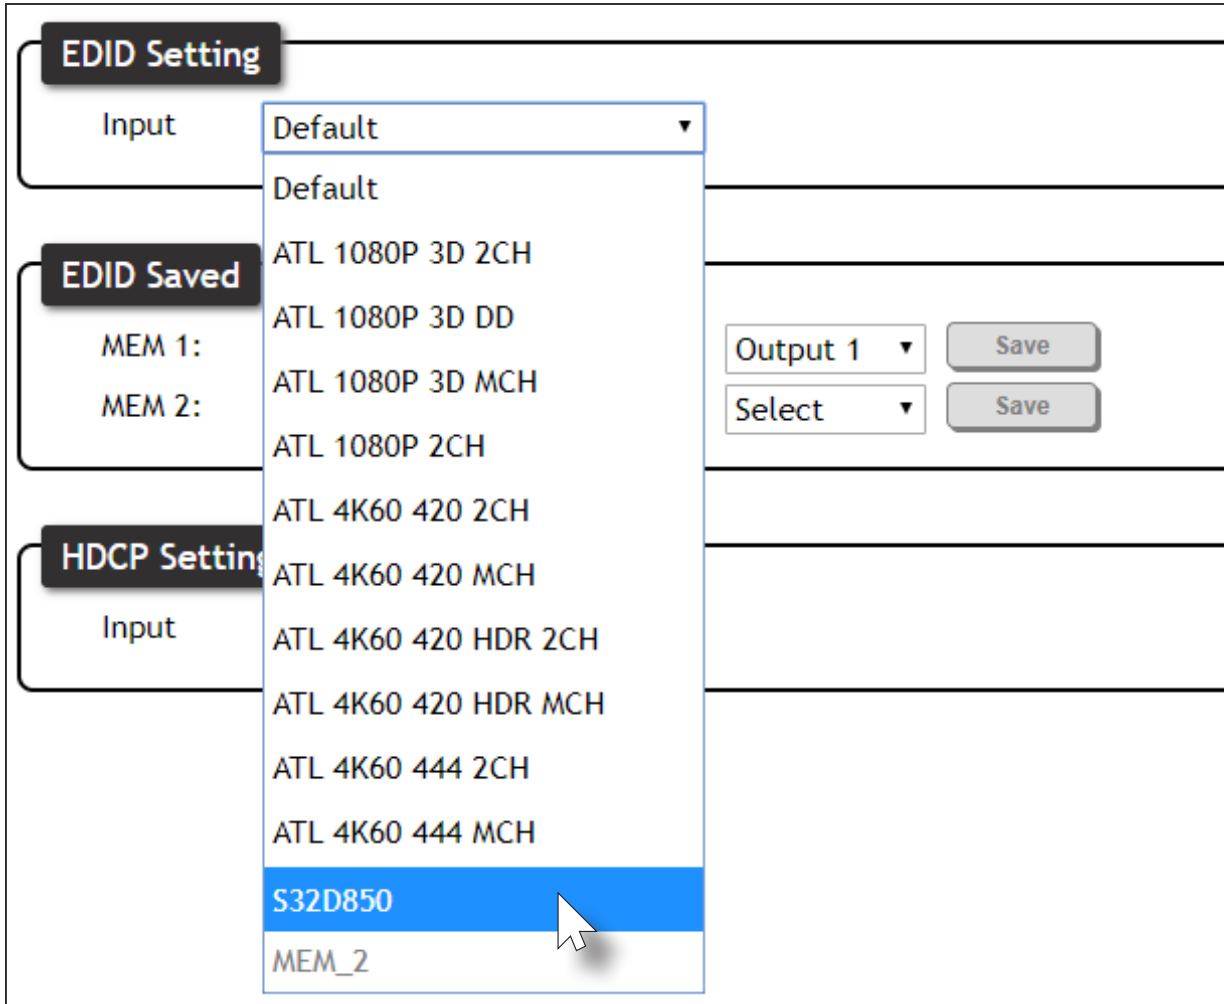 EDID Setting
Input Default
Default
ATL 1080P 3D 2CH
EDID Saved
ATL 1080P 3D DD
MEM 1: Output 1 Save
ATL 1080P 3D MCH
MEM 2: Select Save
ATL 1080P 2CH
ATL 4K60 420 2CH
HDCP Setting
ATL 4K60 420 MCH
Input
ATL 4K60 420 HDR 2CH
ATL 4K60 420 HDR MCH
ATL 4K60 444 2CH
ATL 4K60 444 MCH
S32D850
MEM_2